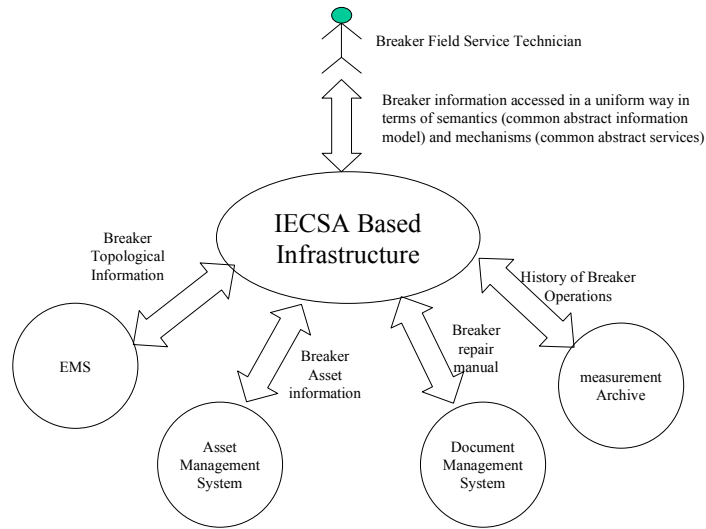 Breaker Field Service Technician
Breaker information accessed in a uniform way in
terms of semantics (common abstract information
model) and mechanisms (common abstract services)
IECSA Based
Infrastructure
Breaker
Topological
Information
History of Breaker
Operations
Breaker
Asset
information
Breaker
repair
manual
EMS
measurement
Archive
Asset
Management
System
Document
Management
System